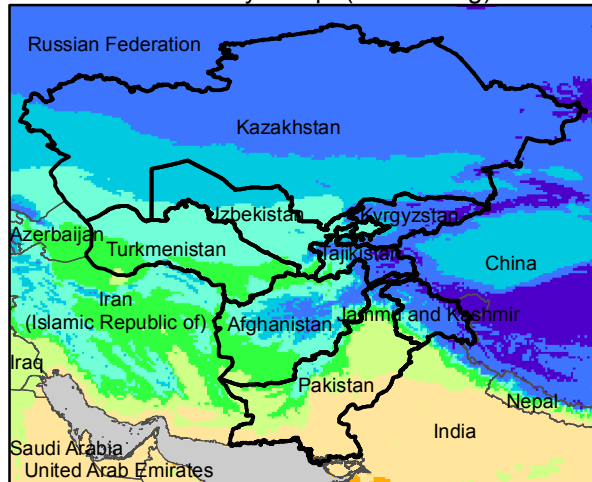 Russian Federation
Kazakhstan
Uzbekistan
Kyrgyzstan
Azerbaijan
Turkmenistan
Tajikistan
China
Iran
(Islamic Republic of)
Afghanistan
Jammu and Kashmir
Iraq
Pakistan
Nepal
India
Saudi Arabia
United Arab Emirates